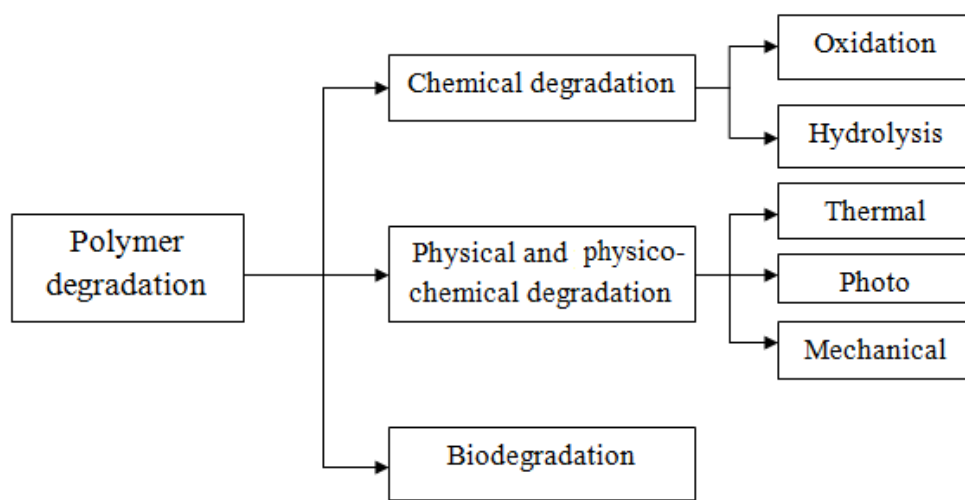 Polymer
degradation
Chemical degradation
Oxidation
Hydrolysis
Physical and physico-
chemical degradation
Thermal
Photo
Mechanical
Biodegradation